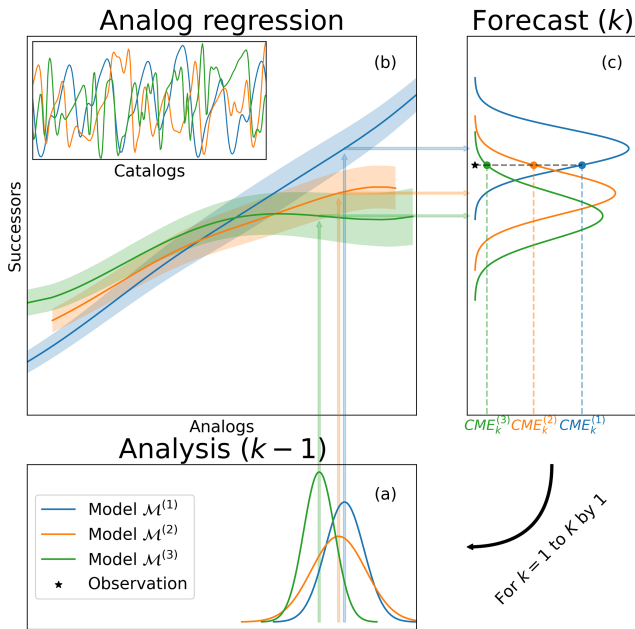 Analog regression
Forecast (k)
(b)
(c)
Catalogs
Successors
Analogs
CME_k^(3) CME_k^(2) CME_k^(1)
Analysis (k − 1)
(a)
Model ℳ^(1)
Model ℳ^(2)
Model ℳ^(3)
Observation
For k = 1 to K by 1